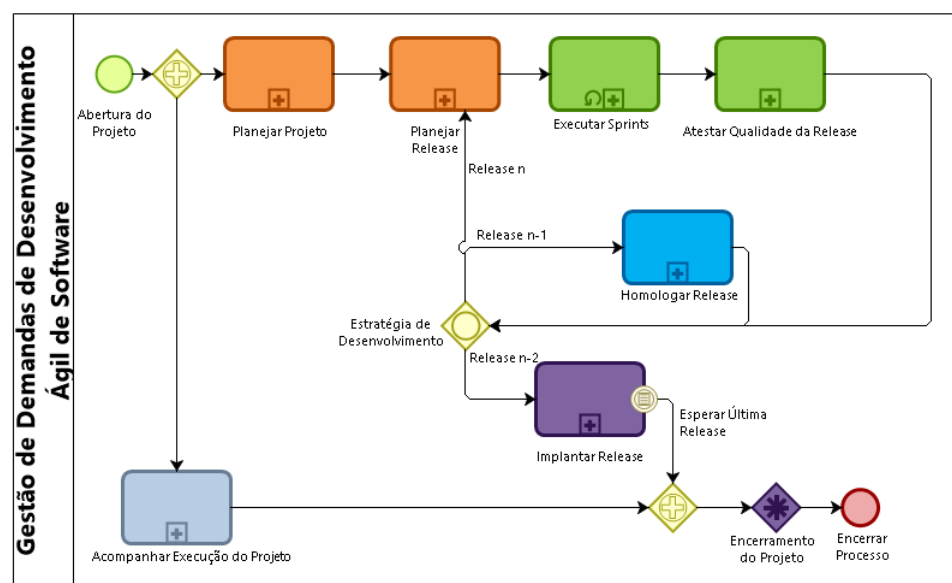 Gestão de Demandas de Desenvolvimento
Ágil de Software
Abertura do
Projeto
Planejar Projeto
Planejar
Release
Executar Sprints
Atestar Qualidade da Release
Release n
Release n-1
Homologar Release
Estratégia de
Desenvolvimento
Release n-2
Implantar Release
Esperar Última
Release
Acompanhar Execução do Projeto
Encerramento
do Projeto
Encerrar
Processo